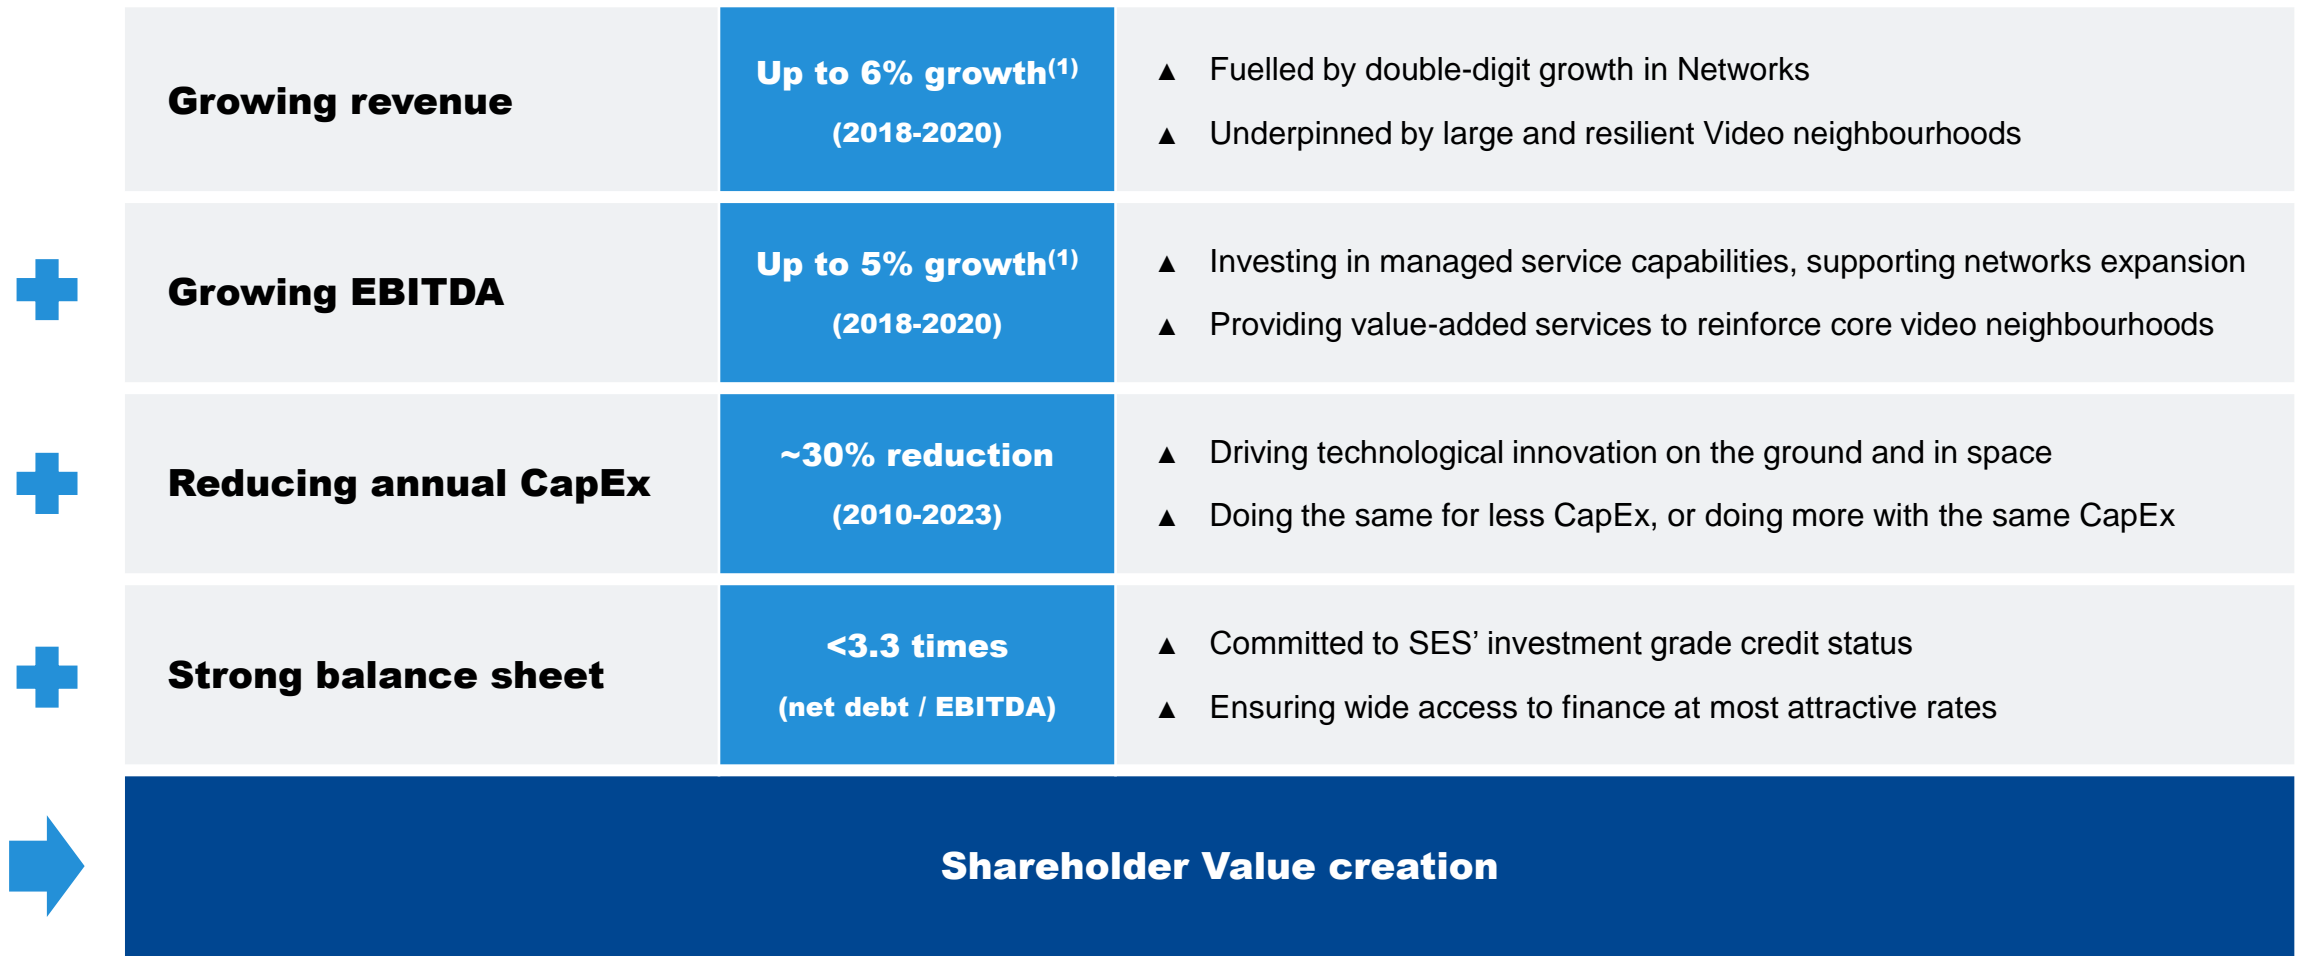 Growing revenue
Up to 6% growth(1)
(2018-2020)
▲ Fuelled by double-digit growth in Networks
▲ Underpinned by large and resilient Video neighbourhoods
Growing EBITDA
Up to 5% growth(1)
(2018-2020)
▲ Investing in managed service capabilities, supporting networks expansion
▲ Providing value-added services to reinforce core video neighbourhoods
Reducing annual CapEx
~30% reduction
(2010-2023)
▲ Driving technological innovation on the ground and in space
▲ Doing the same for less CapEx, or doing more with the same CapEx
Strong balance sheet
<3.3 times
(net debt / EBITDA)
▲ Committed to SES’ investment grade credit status
▲ Ensuring wide access to finance at most attractive rates
Shareholder Value creation